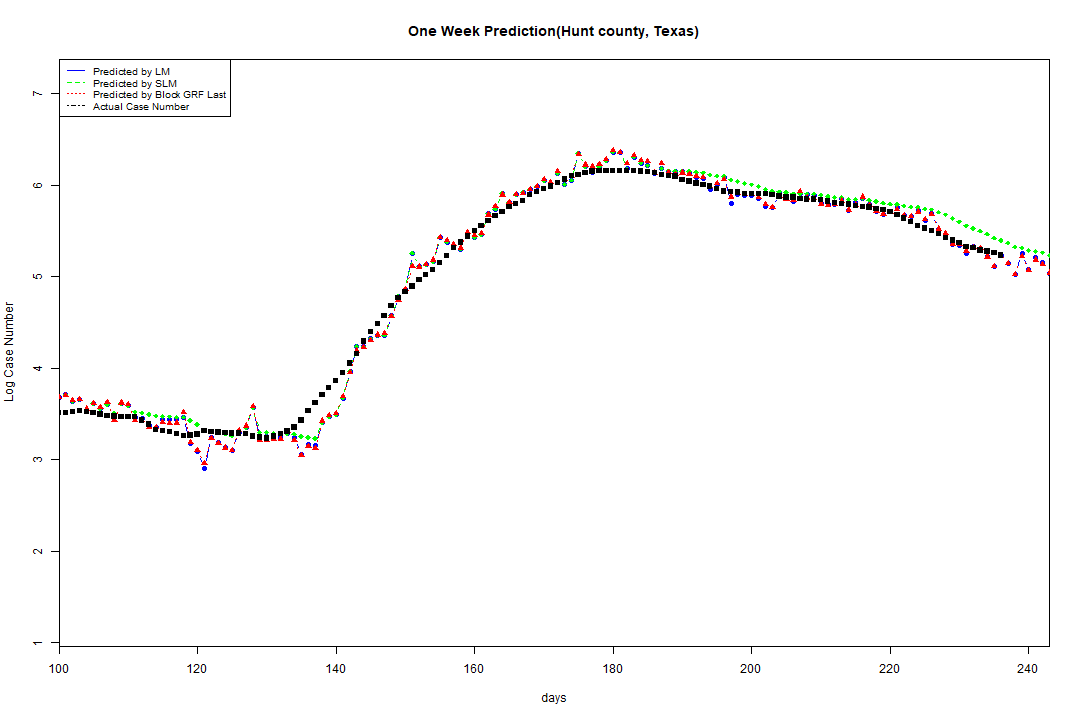 One Week Prediction(Hunt county, Texas)
Predicted by LM
Predicted by SLM
Predicted by Block GRF Last
Actual Case Number
7
6
5
4
3
2
1
Log Case Number
100 120 140 160 180 200 220 240
days